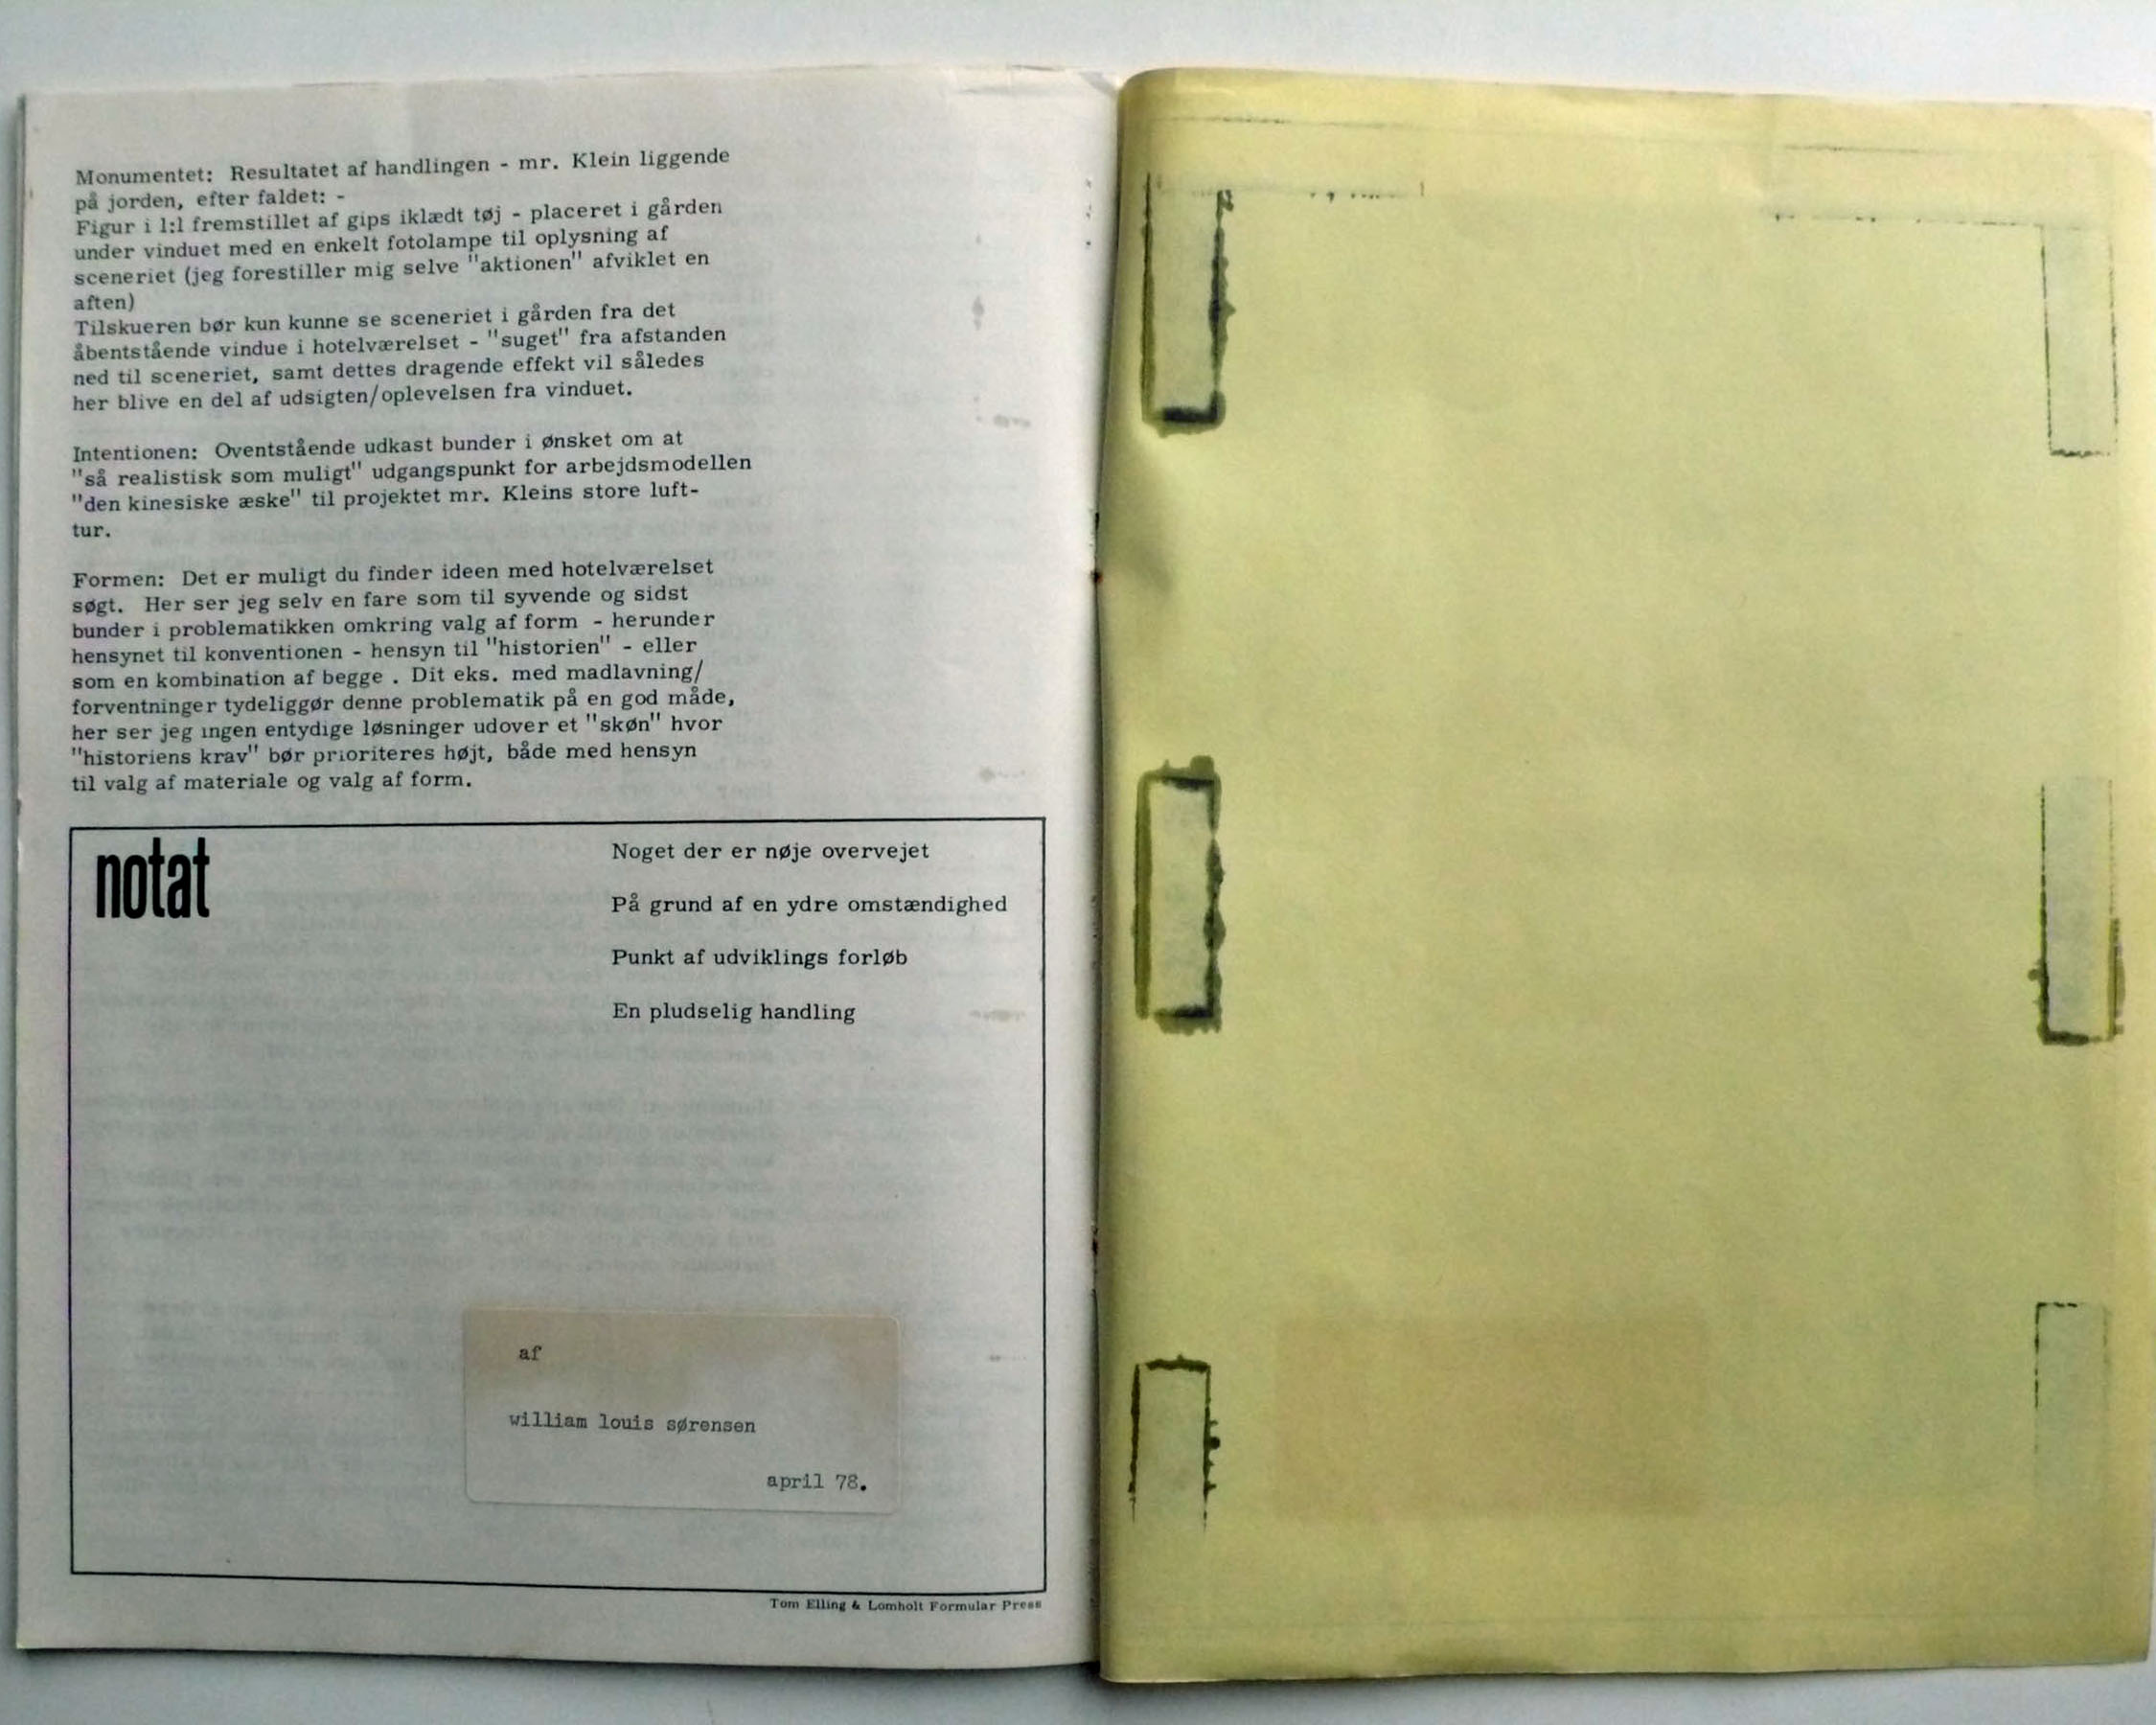 Monumentet: Resultatet af handlingen - mr. Klein liggende
på jorden, efter faldet: -
Figur i 1:1 fremstillet af gips iklædt tøj - placeret i gården
under vinduet med en enkelt fotolampe til oplysning af
sceneriet (jeg forestiller mig selve "aktionen" afviklet en
aften)
Tilskueren bør kun kunne se sceneriet i gården fra det
åbentstående vindue i hotelværelset - "suget" fra afstanden
ned til sceneriet, samt dettes dragende effekt vil således
her blive en del af udsigten/oplevelsen fra vinduet.
Intentionen: Oventstående udkast bunder i ønsket om at
"så realistisk som muligt" udgangspunkt for arbejdsmodellen
"den kinesiske æske" til projektet mr. Kleins store luft-
tur.
Formen: Det er muligt du finder ideen med hotelværelset
søgt. Her ser jeg selv en fare som til syvende og sidst
bunder i problematikken omkring valg af form - herunder
hensynet til konventionen - hensyn til "historien" - eller
som en kombination af begge . Dit eks. med madlavning/
forventninger tydeliggør denne problematik på en god måde,
her ser jeg ingen entydige løsninger udover et "skøn" hvor
"historiens krav" bør prioriteres højt, både med hensyn
til valg af materiale og valg af form.
notat
Noget der er nøje overvejet
På grund af en ydre omstændighed
Punkt af udviklings forløb
En pludselig handling
af
william louis sørensen
april 78.
Tom Elling & Lomholt Formular Press